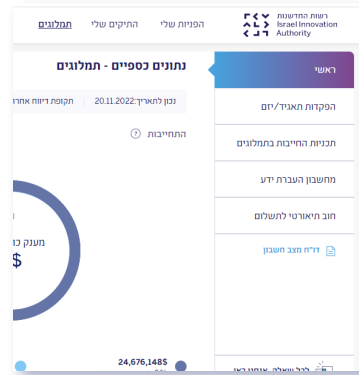 רשות החדשנות
Israel Innovation
Authority
הפניות שלי
התיקים שלי
תמלוגים
ראשי
הפקדות תאגיד/יזם
תכניות החייבות בתמלוגים
מחשבון העברת ידע
חוב תיאורטי לתשלום
דו״ח מצב חשבון
נתונים כספיים - תמלוגים
נכון לתאריך:20.11.2022
תקופת דיווח אחרו
התחייבות
מענק כו
$
24,676,148$